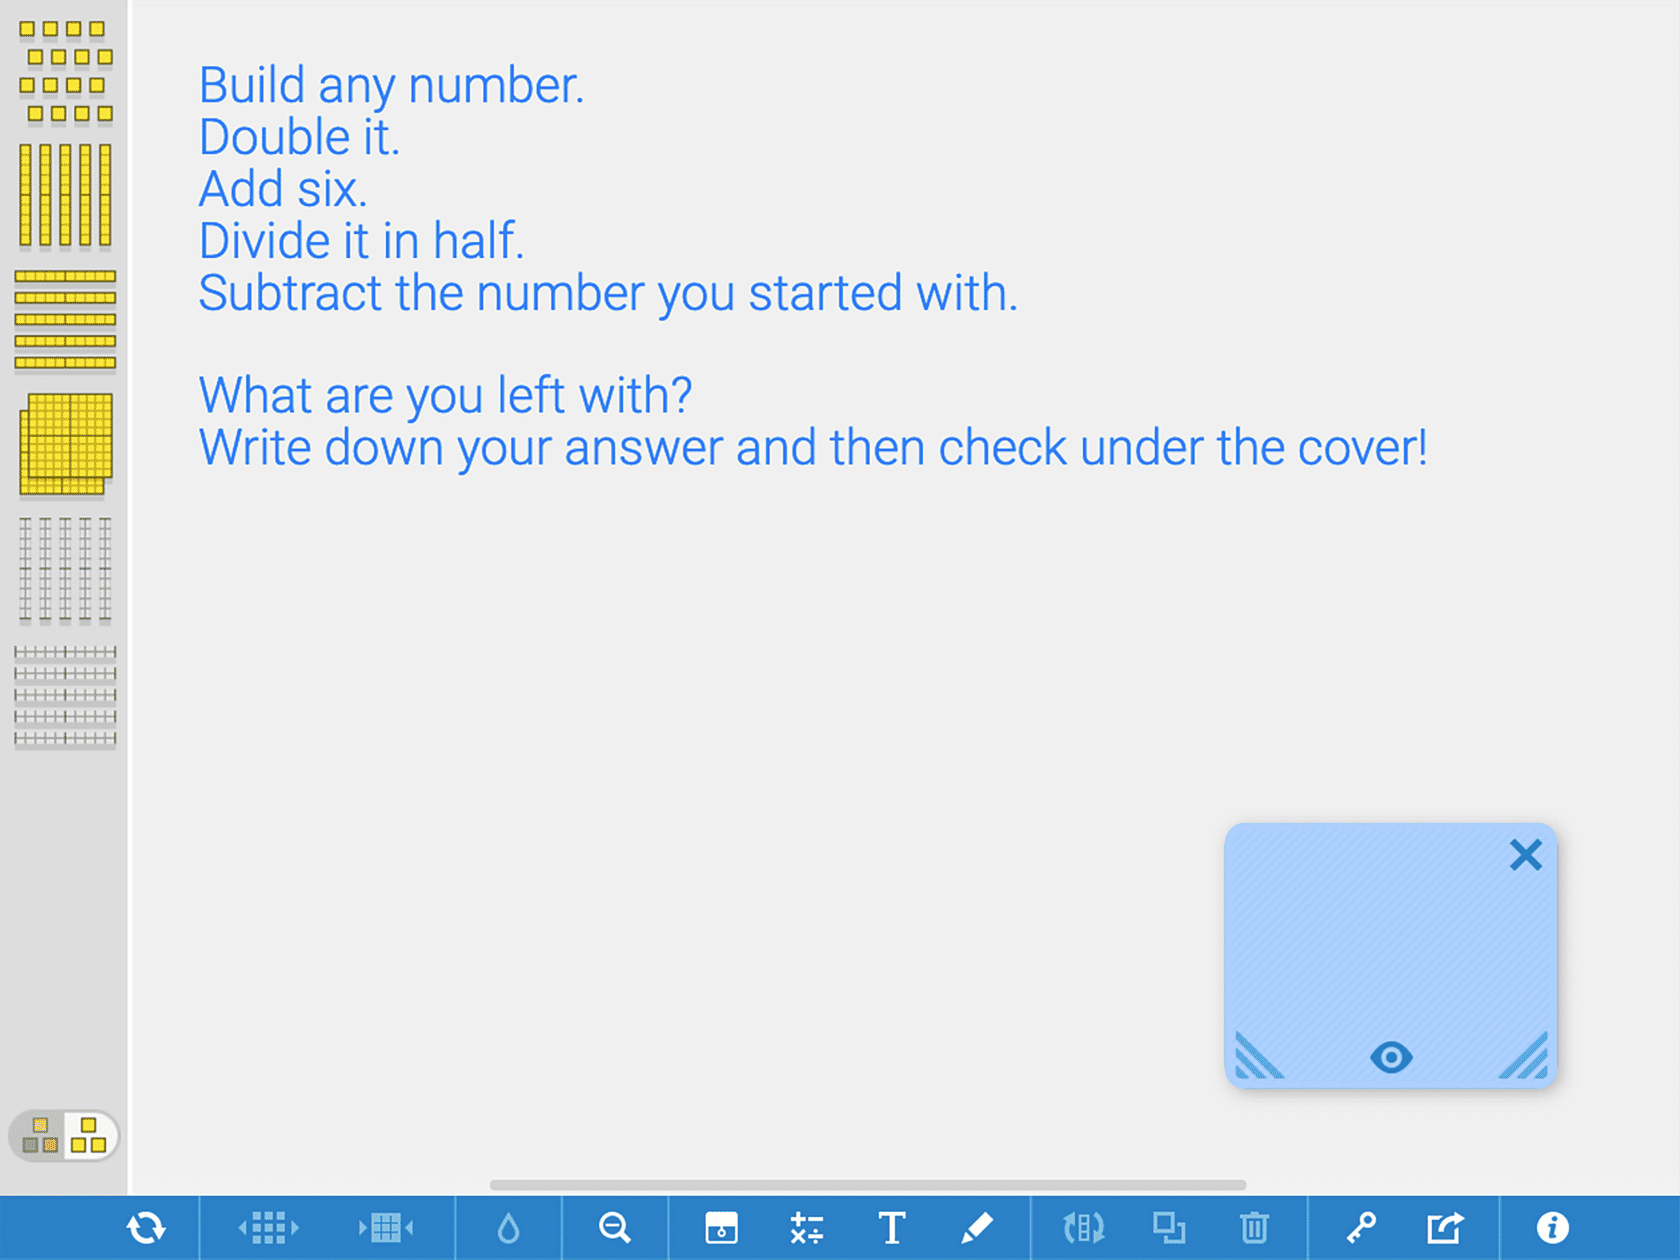 Build any number.
Double it.
Add six.
Divide it in half.
Subtract the number you started with.
What are you left with?
Write down your answer and then check under the cover!